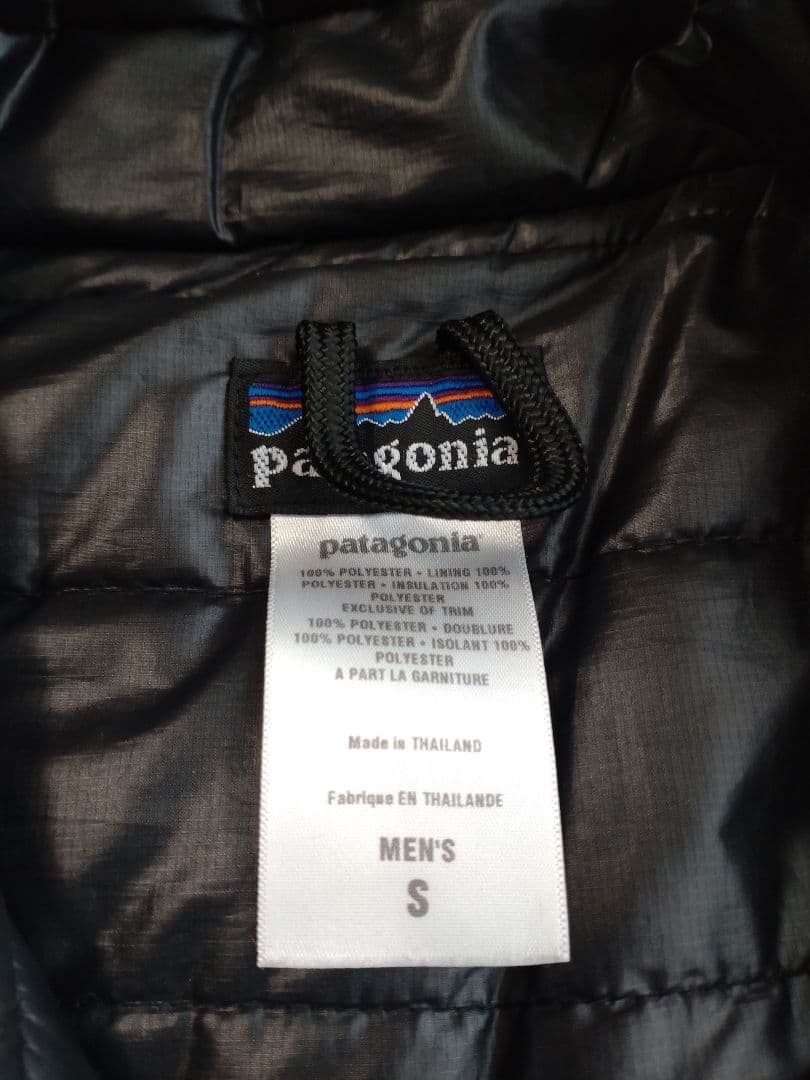 patagonia
patagonia
100% POLYESTER • LINING 100%
POLYESTER • INSULATION 100%
POLYESTER
EXCLUSIVE OF TRIM
100% POLYESTER • DOUBLURE
100% POLYESTER • ISOLANT 100%
POLYESTER
A PART LA GARNITURE
Made in THAILAND
Fabrique EN THAILANDE
MEN'S
S